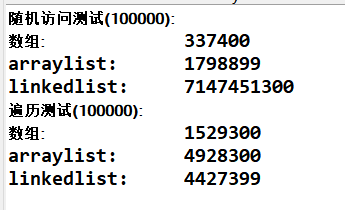 随机访问测试(100000):
数组: 337400
arraylist: 1798899
linkedlist: 7147451300
遍历测试(100000):
数组: 1529300
arraylist: 4928300
linkedlist: 4427399